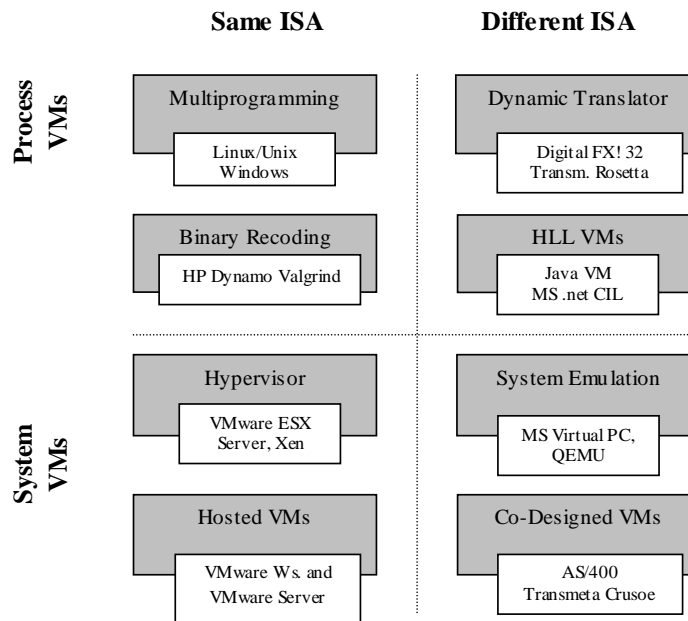 Same ISA
Different ISA
Process
VMs
Multiprogramming
Linux/Unix
Windows
Dynamic Translator
Digital FX! 32
Transm. Rosetta
Binary Recoding
HP Dynamo Valgrind
HLL VMs
Java VM
MS .net CIL
System
VMs
Hypervisor
VMware ESX
Server, Xen
System Emulation
MS Virtual PC,
QEMU
Hosted VMs
VMware Ws. and
VMware Server
Co-Designed VMs
AS/400
Transmeta Crusoe